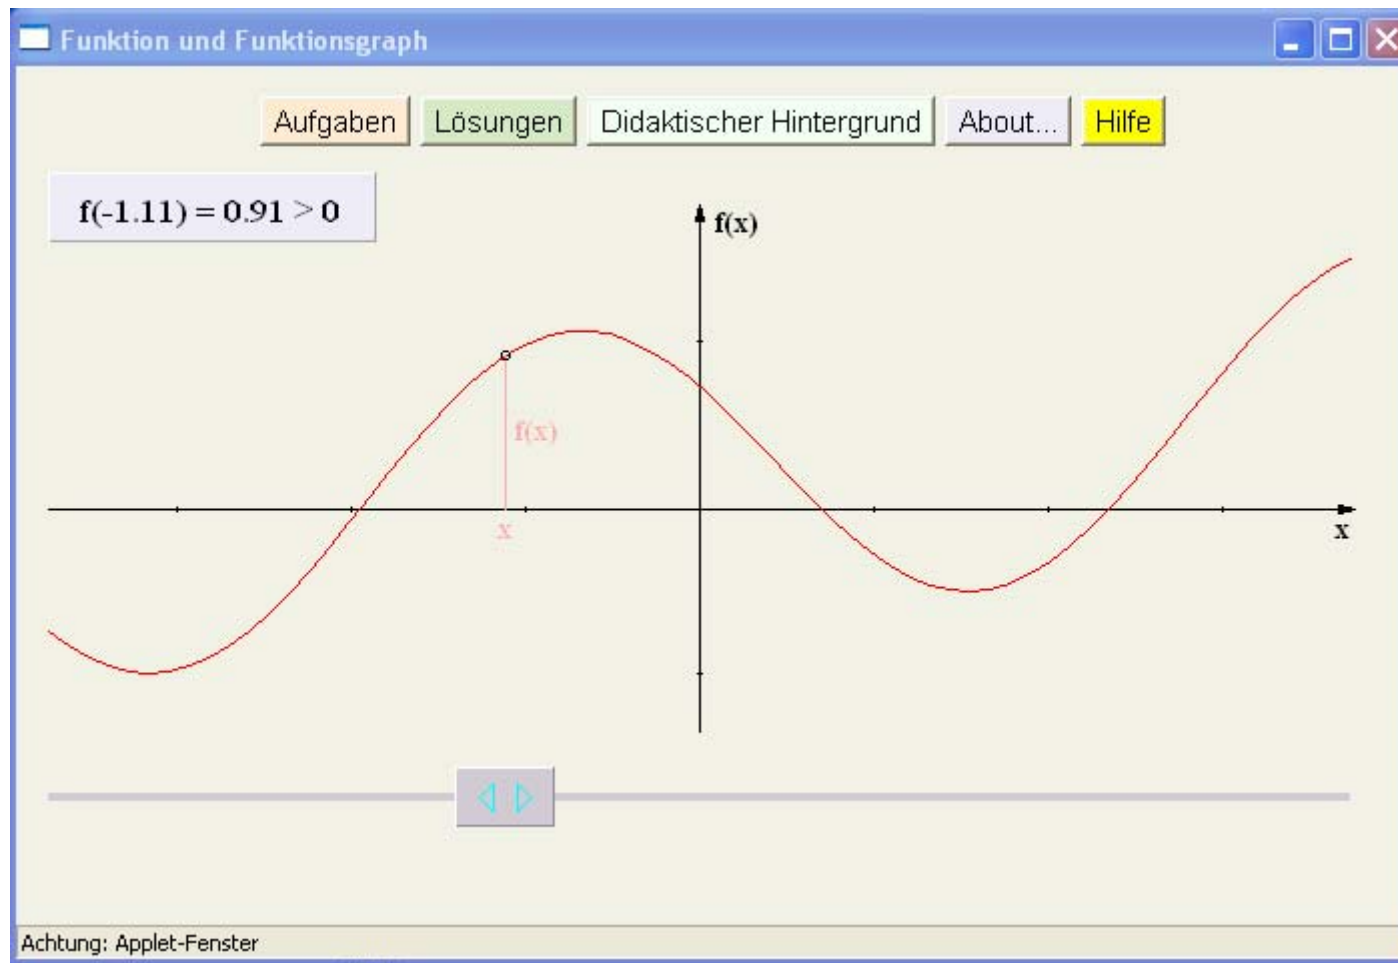 Funktion und Funktionsgraph
Aufgaben Lösungen Didaktischer Hintergrund About... Hilfe
f(-1.11) = 0.91 > 0
f(x)
f(x)
x
x
Achtung: Applet-Fenster